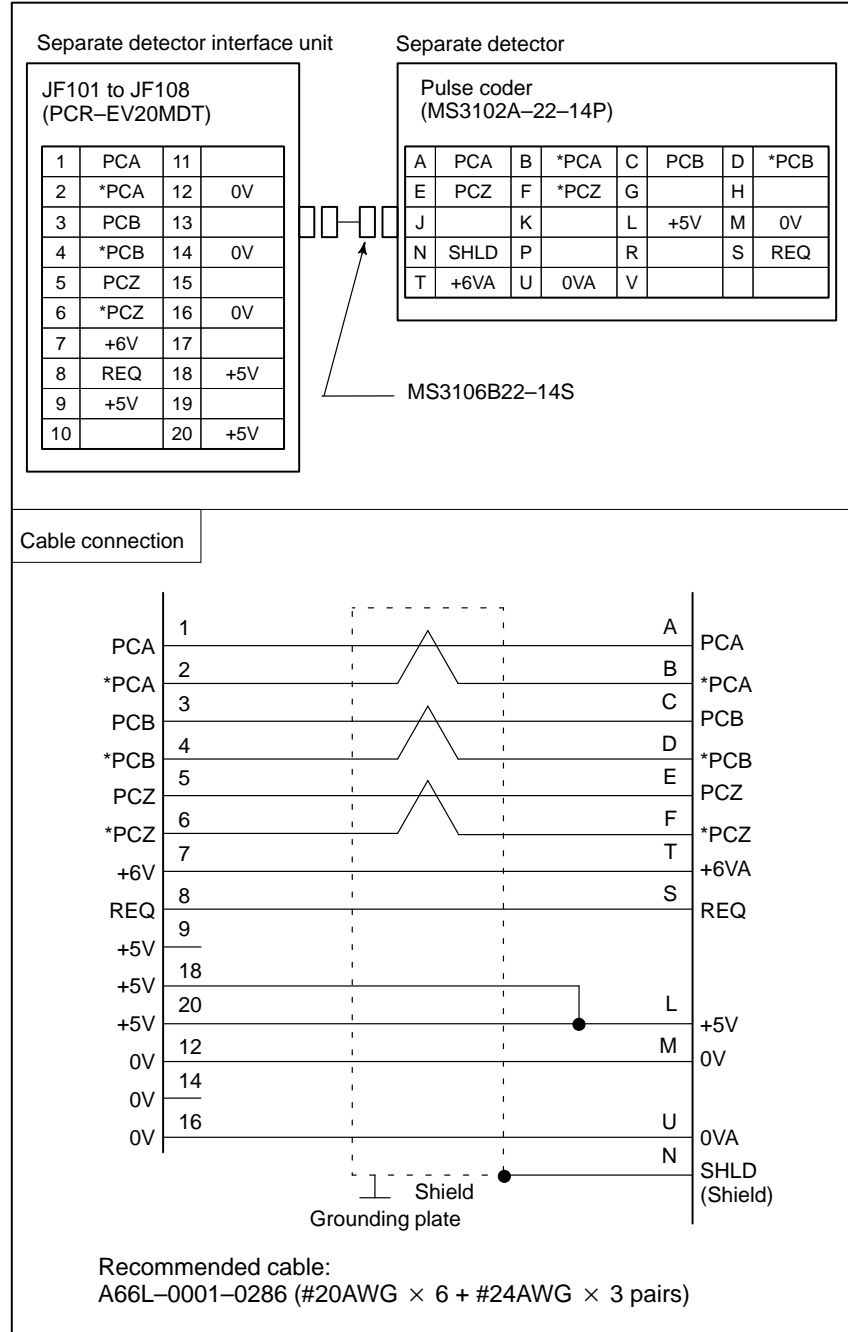 Separate detector interface unit
Separate detector
JF101 to JF108
(PCR–EV20MDT)
1 PCA 11
2 *PCA 12 0V
3 PCB 13
4 *PCB 14 0V
5 PCZ 15
6 *PCZ 16 0V
7 +6V 17
8 REQ 18 +5V
9 +5V 19
10 20 +5V
Pulse coder
(MS3102A–22–14P)
A PCA B *PCA C PCB D *PCB
E PCZ F *PCZ G H
J K L +5V M 0V
N SHLD P R S REQ
T +6VA U 0VA V
MS3106B22–14S
Cable connection
PCA 1 A PCA
*PCA 2 B *PCA
PCB 3 C PCB
*PCB 4 D *PCB
PCZ 5 E PCZ
*PCZ 6 F *PCZ
+6V 7 T +6VA
REQ 8 S REQ
+5V 9
+5V 18
+5V 20 L +5V
0V 12 M 0V
0V 14
0V 16 U 0VA
N SHLD
(Shield)
Shield
Grounding plate
Recommended cable:
A66L–0001–0286 (#20AWG × 6 + #24AWG × 3 pairs)